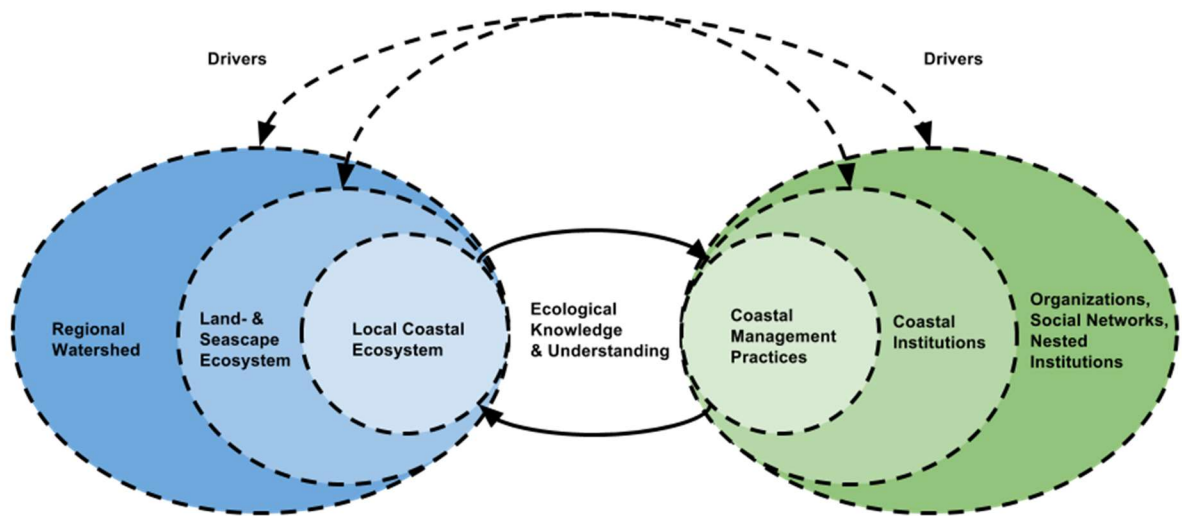 Drivers
Drivers
Regional
Watershed
Land- &
Seascape
Ecosystem
Local Coastal
Ecosystem
Ecological
Knowledge
& Understanding
Coastal
Management
Practices
Coastal
Institutions
Organizations,
Social Networks,
Nested
Institutions